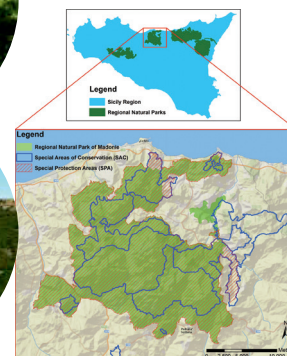 Legend
Sicily Region
Regional Natural Parks
Legend
Regional Natural Park of Madonie
Special Areas of Conservation (SAC)
Special Protection Areas (SPA)